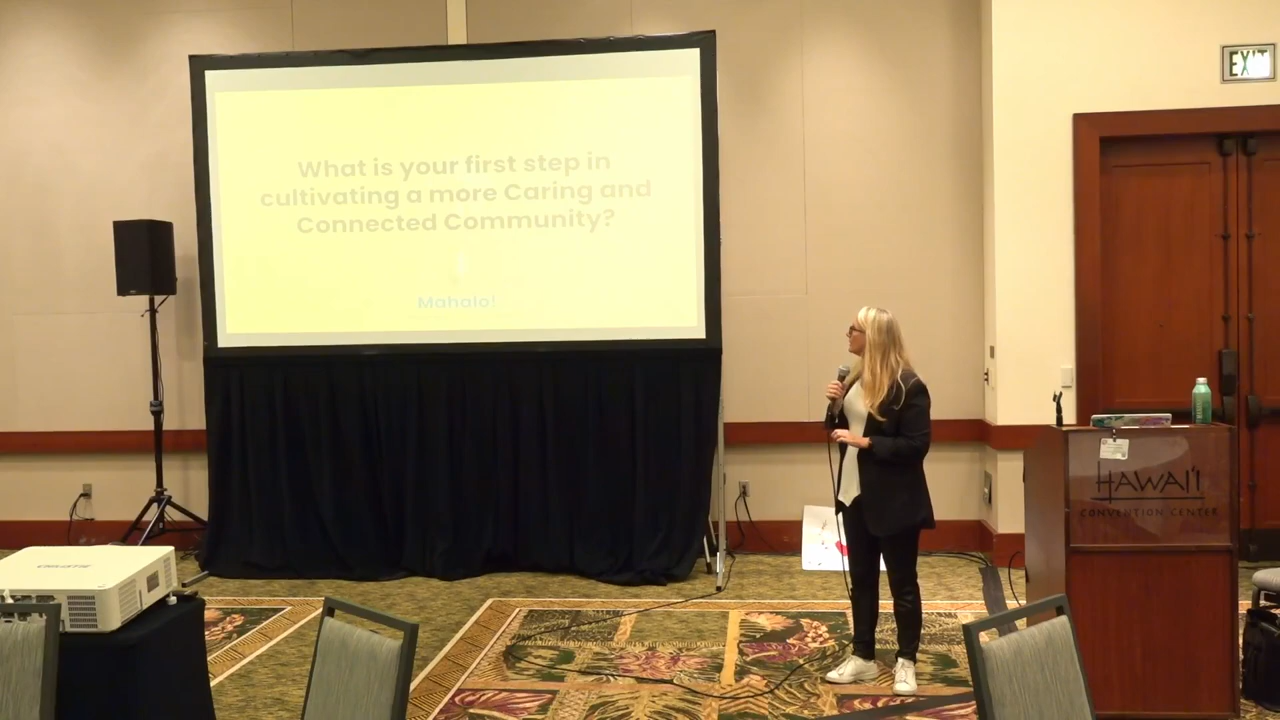 What is your first step in
cultivating a more Caring and
Connected Community?
Mahalo!
EXIT
HAWAI'I
CONVENTION CENTER